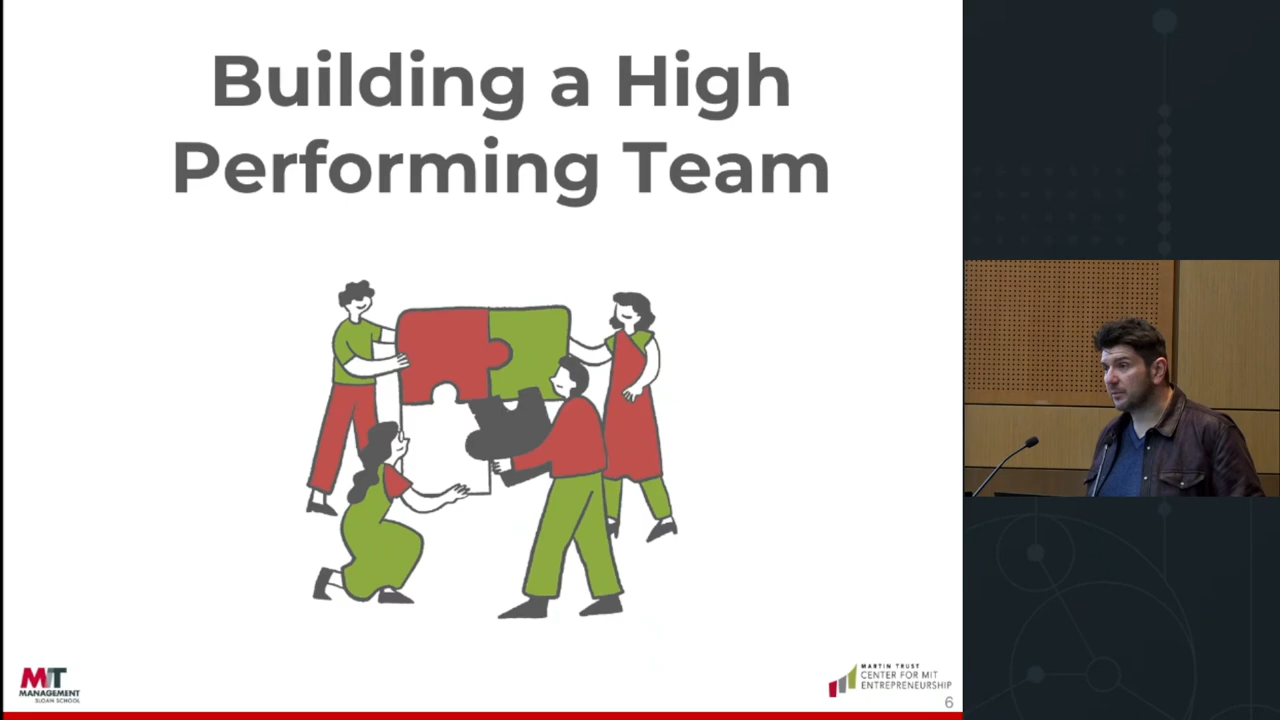 Building a High
Performing Team
MIT
MANAGEMENT
SLOAN SCHOOL
MARTIN TRUST
CENTER FOR MIT
ENTREPRENEURSHIP
6